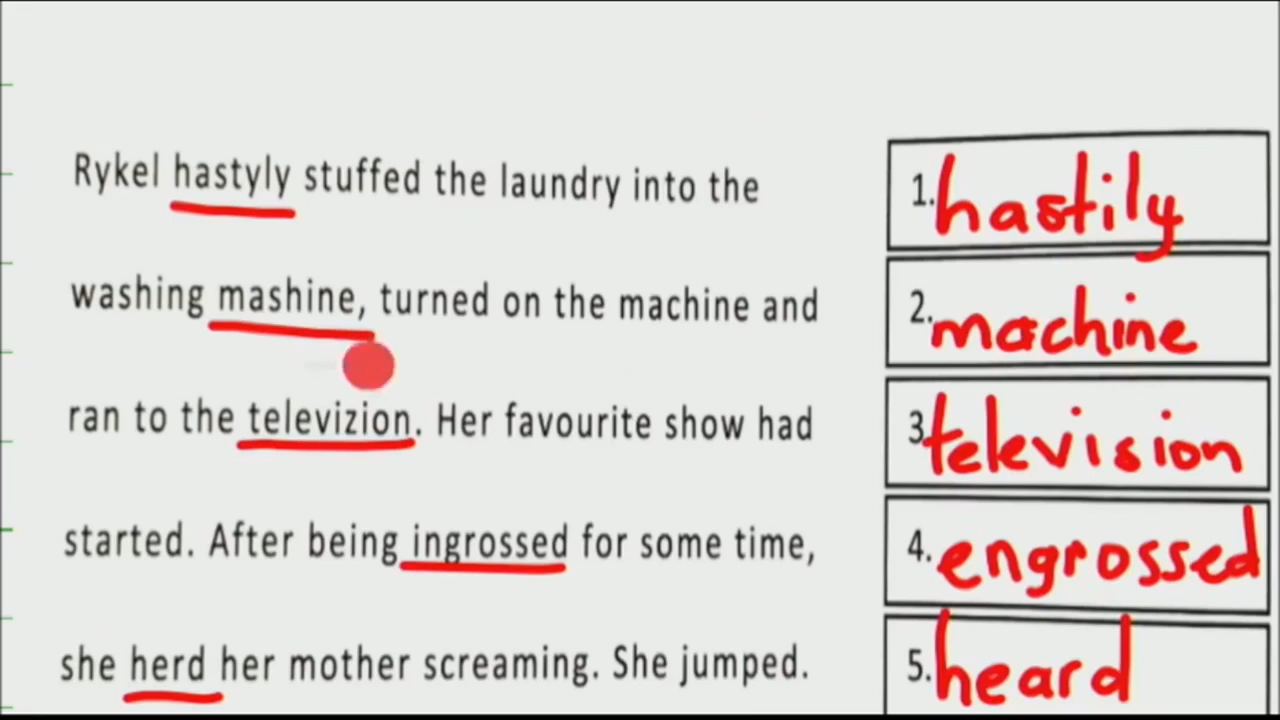 Rykel hastyly stuffed the laundry into the
washing mashine, turned on the machine and
ran to the televizion. Her favourite show had
started. After being ingrossed for some time,
she herd her mother screaming. She jumped.
1. hastily
2. machine
3. television
4. engrossed
5. heard